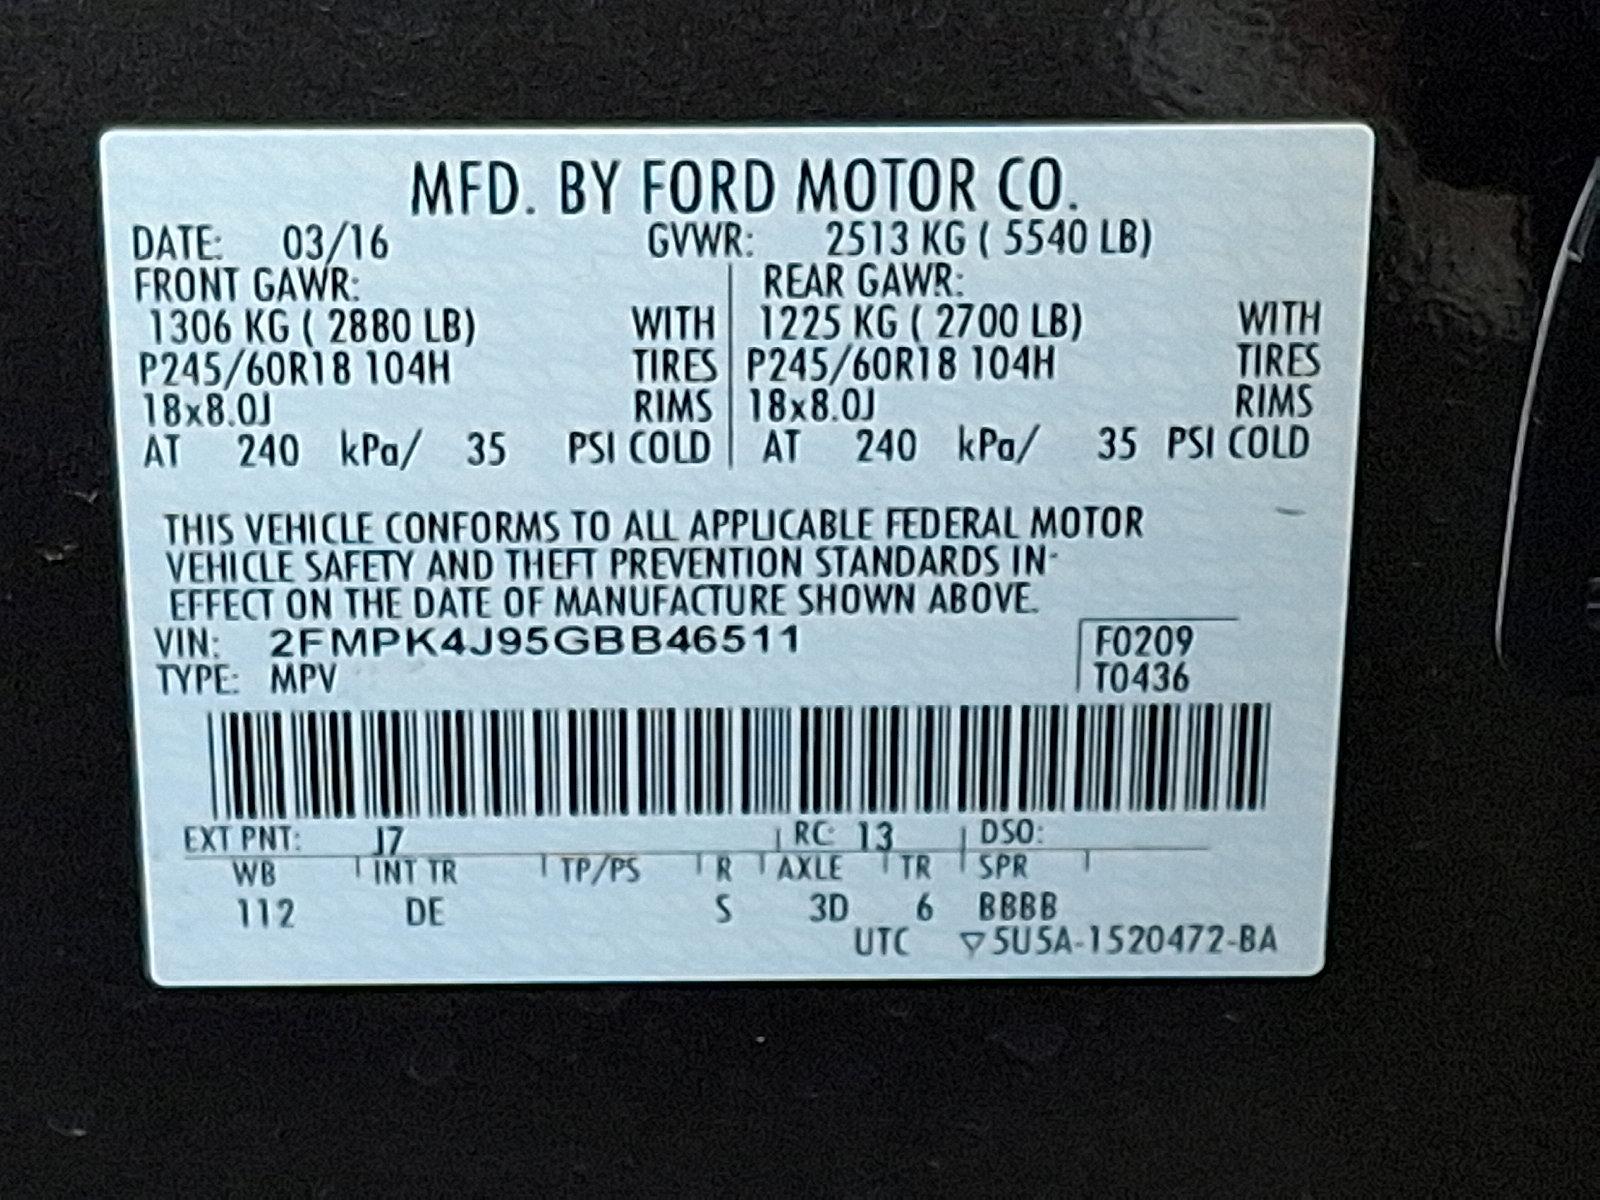 MFD. BY FORD MOTOR CO.
DATE: 03/16 GVWR: 2513 KG ( 5540 LB)
FRONT GAWR: REAR GAWR:
1306 KG ( 2880 LB) WITH 1225 KG ( 2700 LB) WITH
P245/60R18 104H TIRES P245/60R18 104H TIRES
18x8.0J RIMS 18x8.0J RIMS
AT 240 kPa/ 35 PSI COLD AT 240 kPa/ 35 PSI COLD
THIS VEHICLE CONFORMS TO ALL APPLICABLE FEDERAL MOTOR
VEHICLE SAFETY AND THEFT PREVENTION STANDARDS IN-
EFFECT ON THE DATE OF MANUFACTURE SHOWN ABOVE.
VIN: 2FMPK4J95GBB46511 F0209
TYPE: MPV T0436
EXT PNT: J7 RC: 13 DSO:
WB INT TR TP/PS R AXLE TR SPR
112 DE S 3D 6 BBBB
UTC ▽5U5A-1520472-BA